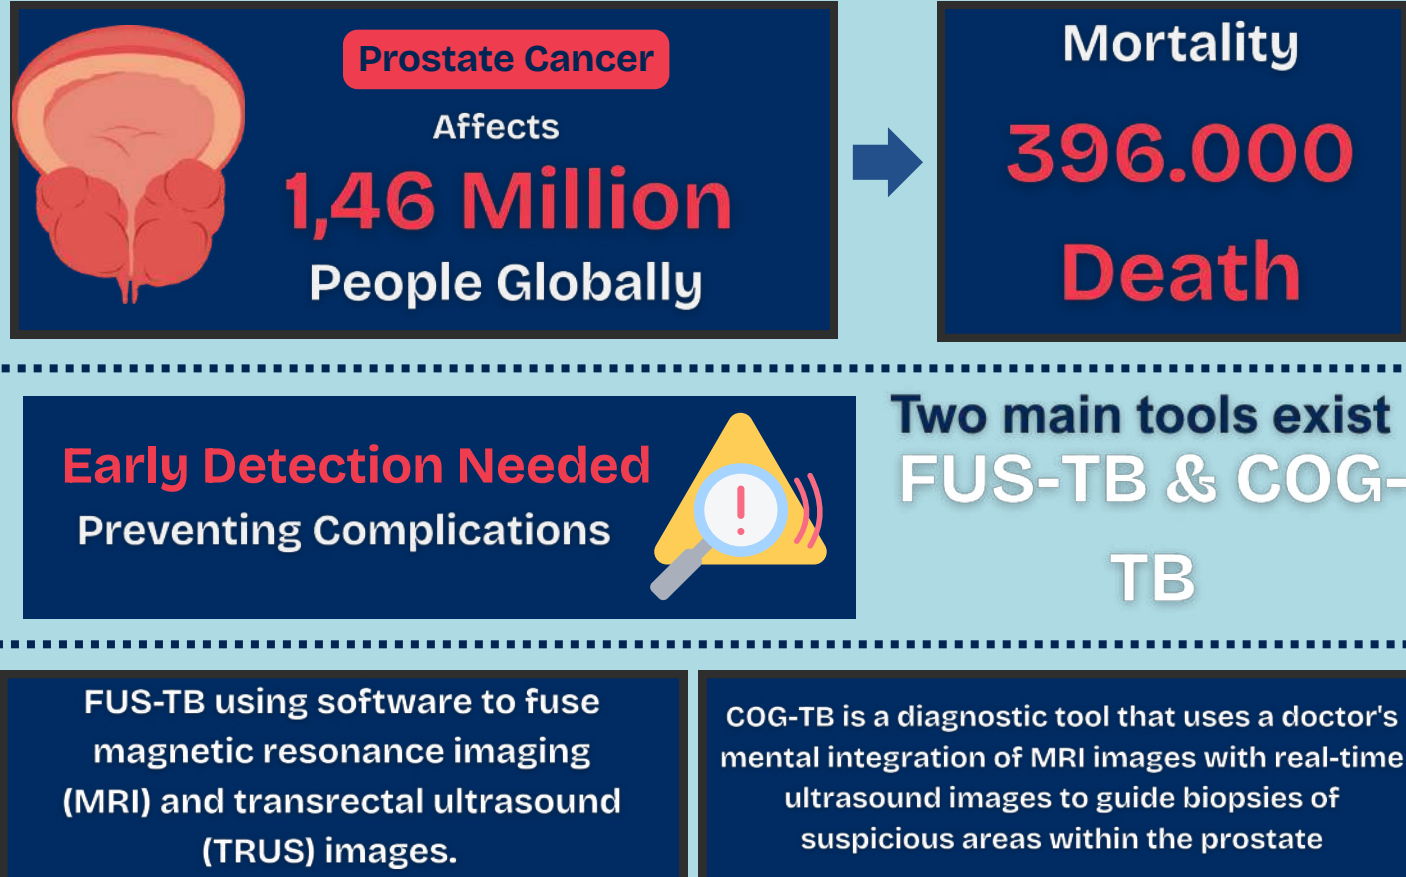 Prostate Cancer
Affects
1,46 Million
People Globally
Mortality
396.000
Death
Early Detection Needed
Preventing Complications
!
Two main tools exist
FUS-TB & COG-
TB
FUS-TB using software to fuse
magnetic resonance imaging
(MRI) and transrectal ultrasound
(TRUS) images.
COG-TB is a diagnostic tool that uses a doctor's
mental integration of MRI images with real-time
ultrasound images to guide biopsies of
suspicious areas within the prostate